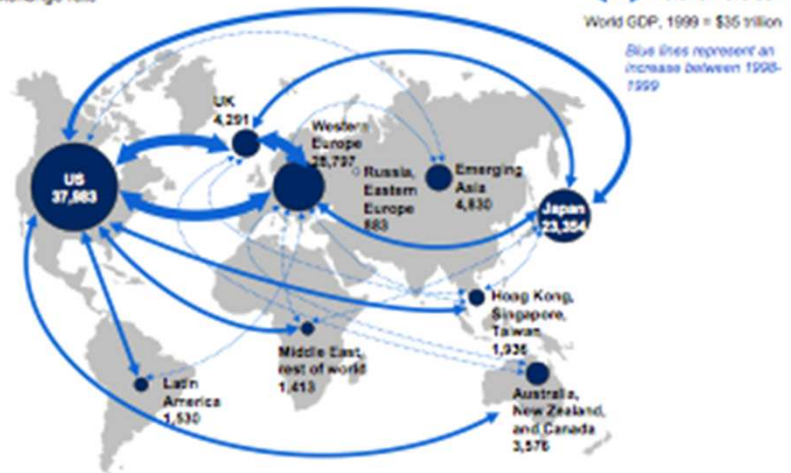 exchange rate
World GDP, 1999 = $35 trillion
Blue lines represent an
increase between 1998-
1999
UK
4,291
Western
Europe
US
37,983
Russia,
Eastern
Europe
883
Emerging
Asia
4,830
Japan
23,354
Hong Kong,
Singapore,
Taiwan
1,936
Middle East,
rest of world
1,413
Latin
America
1,530
Australia,
New Zealand,
and Canada
3,576